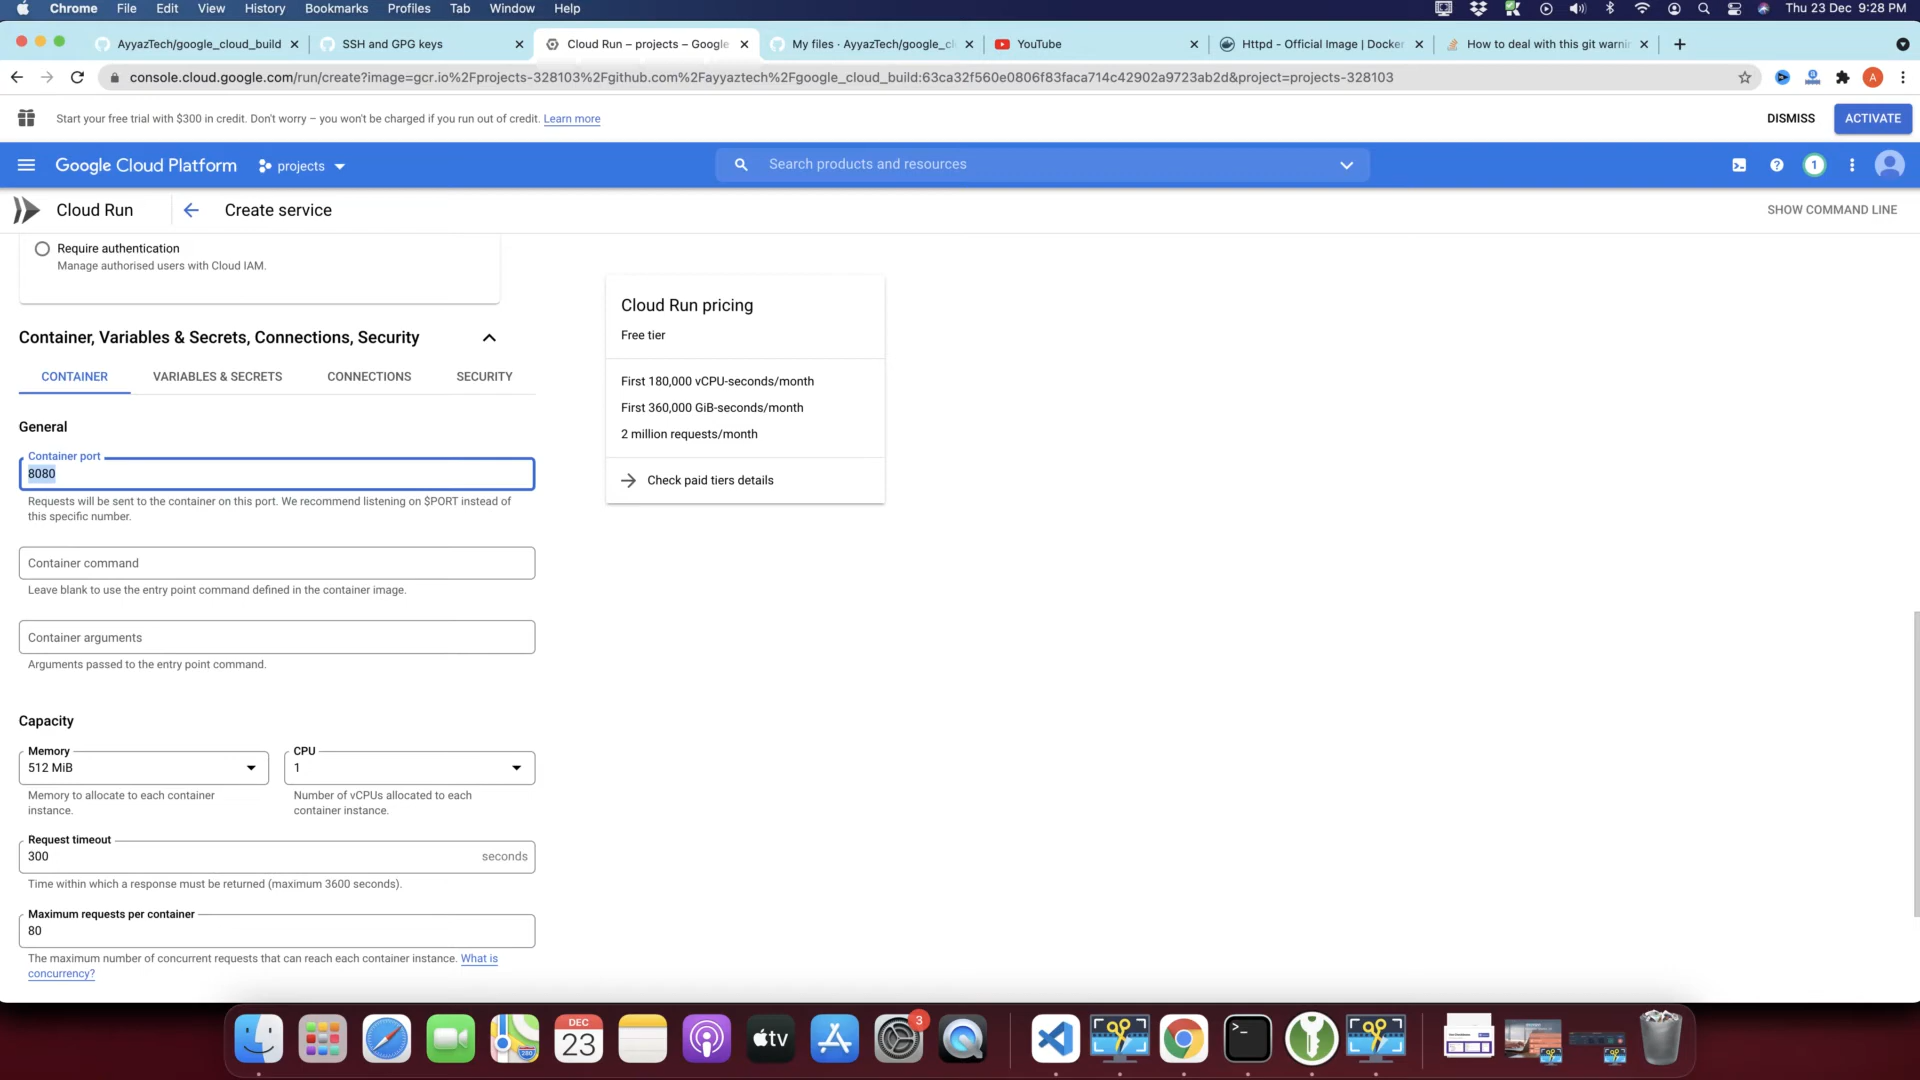 Chrome File Edit View History Bookmarks Profiles Tab Window Help Thu 23 Dec 9:28 PM
AyyazTech/google_cloud_build SSH and GPG keys Cloud Run – projects – Google My files · AyyazTech/google_cl YouTube Httpd - Official Image | Docker How to deal with this git warnin
console.cloud.google.com/run/create?image=gcr.io%2Fprojects-328103%2Fgithub.com%2Fayyaztech%2Fgoogle_cloud_build:63ca32f560e0806f83faca714c42902a9723ab2d&project=projects-328103 A
Start your free trial with $300 in credit. Don't worry – you won't be charged if you run out of credit. Learn more DISMISS ACTIVATE
Google Cloud Platform projects Search products and resources 1
Cloud Run Create service SHOW COMMAND LINE
Require authentication
Manage authorised users with Cloud IAM.
Container, Variables & Secrets, Connections, Security
CONTAINER VARIABLES & SECRETS CONNECTIONS SECURITY
General
Container port
8080
Requests will be sent to the container on this port. We recommend listening on $PORT instead of
this specific number.
Container command
Leave blank to use the entry point command defined in the container image.
Container arguments
Arguments passed to the entry point command.
Capacity
Memory
512 MiB
Memory to allocate to each container
instance.
CPU
1
Number of vCPUs allocated to each
container instance.
Request timeout
300 seconds
Time within which a response must be returned (maximum 3600 seconds).
Maximum requests per container
80
The maximum number of concurrent requests that can reach each container instance. What is
concurrency?
Cloud Run pricing
Free tier
First 180,000 vCPU-seconds/month
First 360,000 GiB-seconds/month
2 million requests/month
Check paid tiers details
DEC
23
tv
3
280